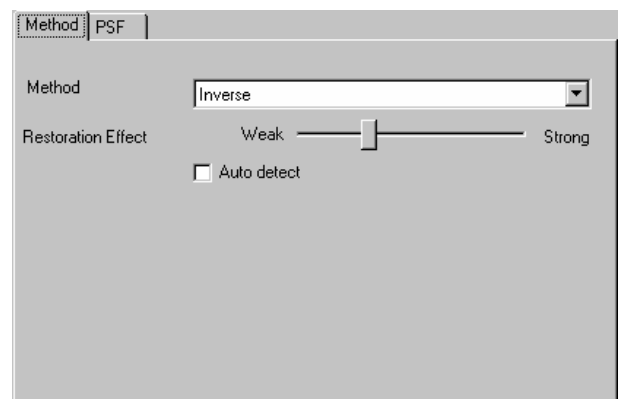 Method PSF
Method Inverse
Restoration Effect Weak Strong
Auto detect